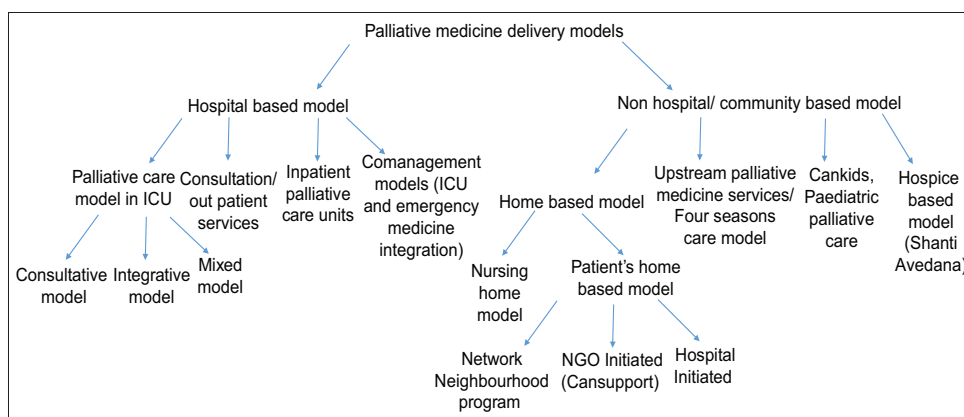 Palliative medicine delivery models
Hospital based model
Non hospital/ community based model
Palliative care
model in ICU
Consultation/
out patient
services
Inpatient
palliative
care units
Comanagement
models (ICU
and emergency
medicine
integration)
Home based model
Upstream palliative
medicine services/
Four seasons
care model
Cankids,
Paediatric
palliative
care
Hospice
based
model
(Shanti
Avedana)
Consultative
model
Integrative
model
Mixed
model
Nursing
home
model
Patient's home
based model
Network
Neighbourhood
program
NGO Initiated
(Cansupport)
Hospital
Initiated